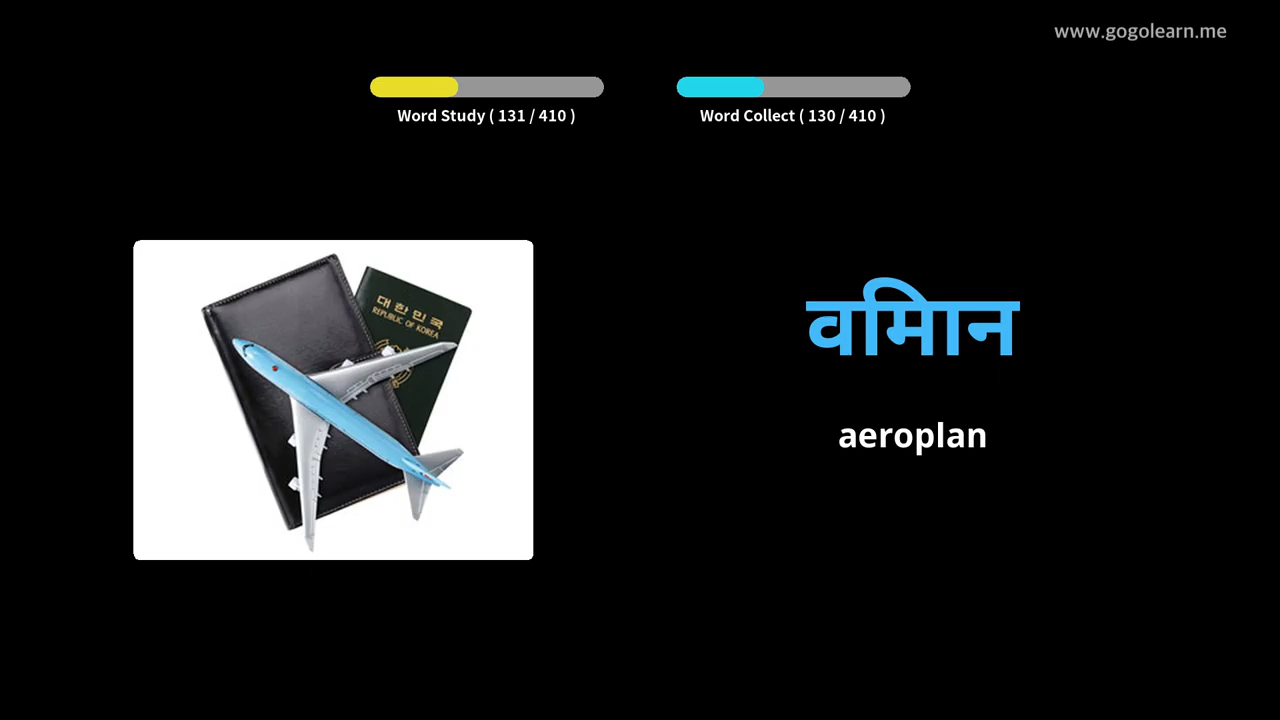 www.gogolearn.me
Word Study ( 131 / 410 )
Word Collect ( 130 / 410 )
대한민국
REPUBLIC OF KOREA
विमान
aeroplan